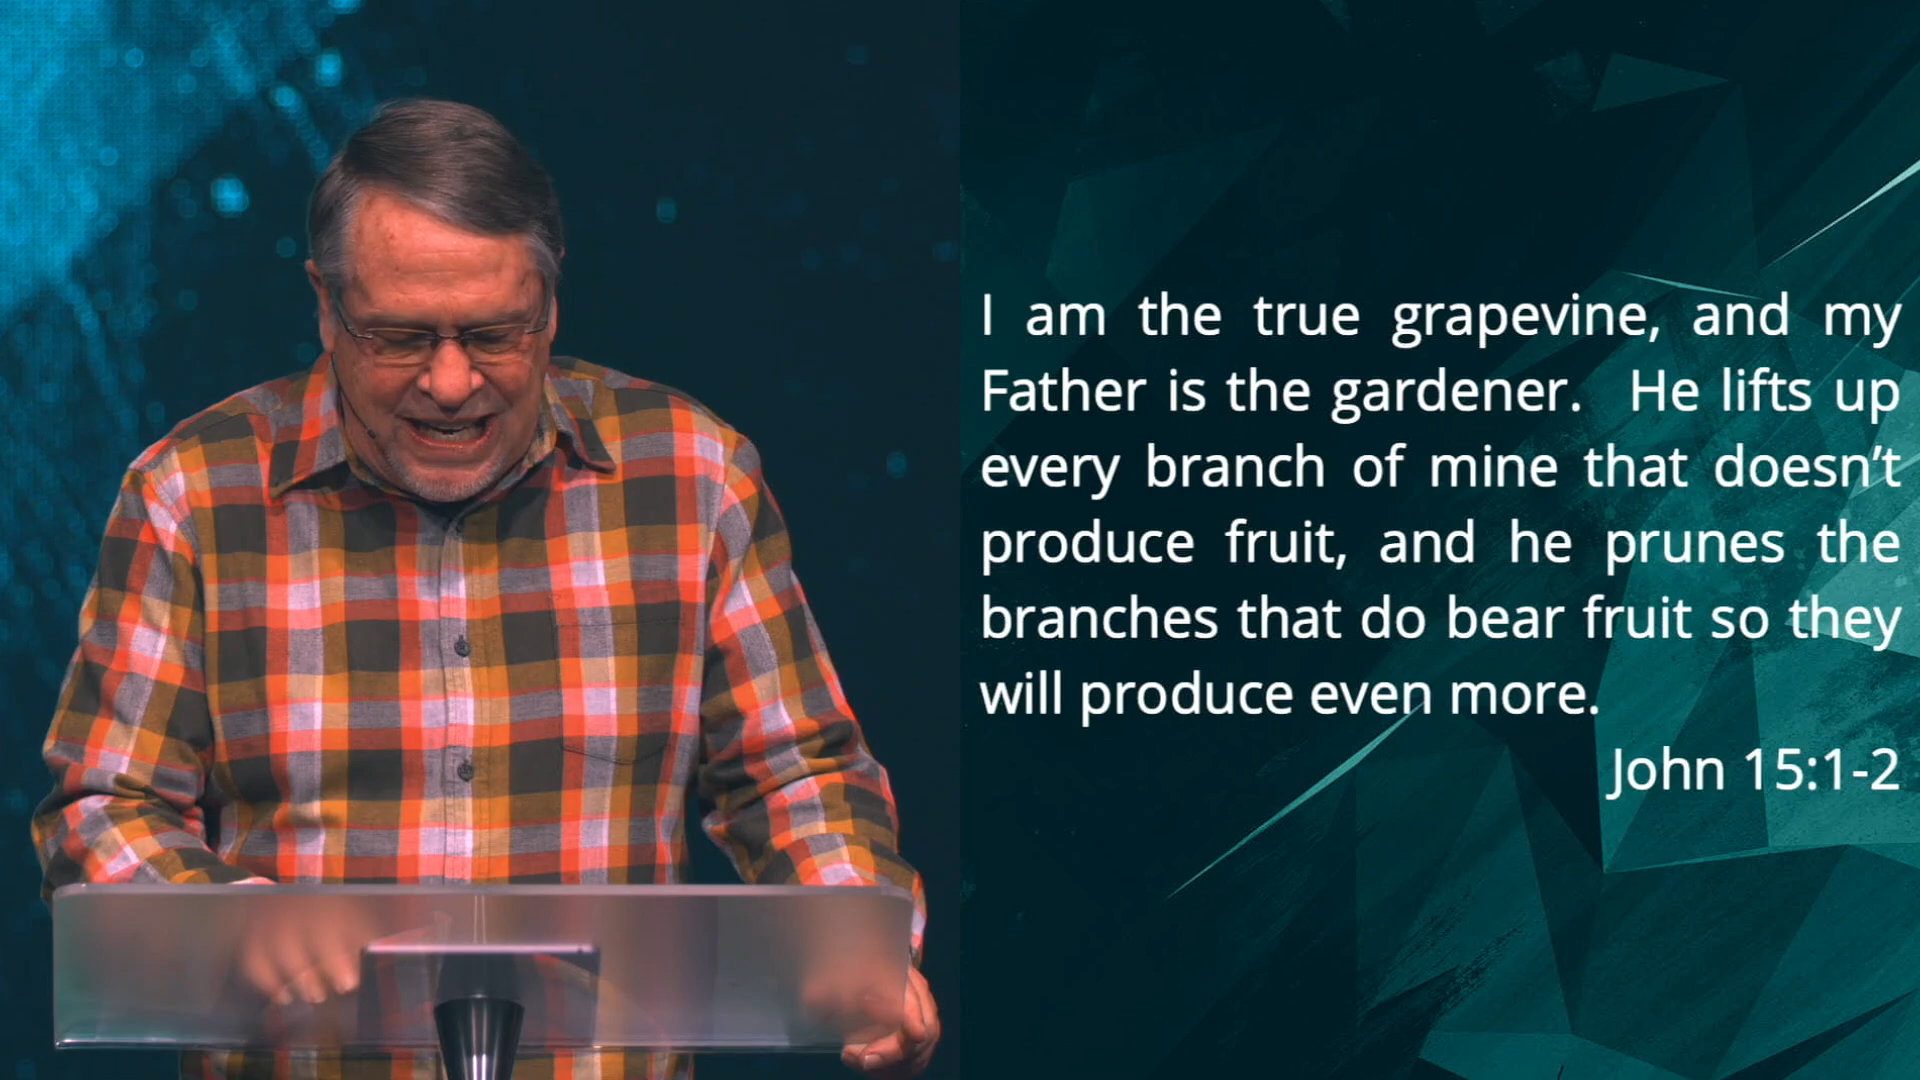 I am the true grapevine, and my
Father is the gardener.  He lifts up
every branch of mine that doesn’t
produce fruit, and he prunes the
branches that do bear fruit so they
will produce even more.
John 15:1-2